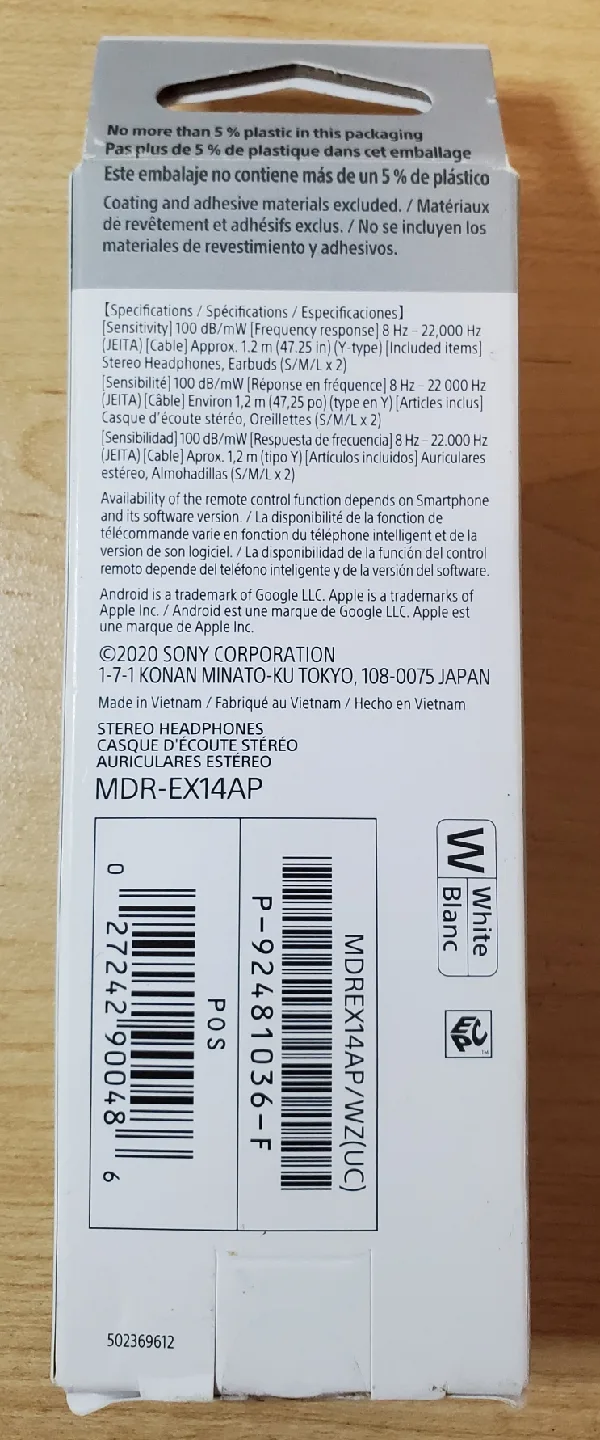 No more than 5 % plastic in this packaging
Pas plus de 5 % de plastique dans cet emballage
Este embalaje no contiene más de un 5 % de plástico
Coating and adhesive materials excluded. / Matériaux
de revêtement et adhésifs exclus. / No se incluyen los
materiales de revestimiento y adhesivos.
【Specifications / Spécifications / Especificaciones】
[Sensitivity] 100 dB/mW [Frequency response] 8 Hz – 22,000 Hz
(JEITA) [Cable] Approx. 1.2 m (47.25 in) (Y-type) [Included items]
Stereo Headphones, Earbuds (S/M/L x 2)
[Sensibilité] 100 dB/mW [Réponse en fréquence] 8 Hz – 22 000 Hz
(JEITA) [Câble] Environ 1,2 m (47,25 po) (type en Y) [Articles inclus]
Casque d'écoute stéréo, Oreillettes (S/M/L x 2)
[Sensibilidad] 100 dB/mW [Respuesta de frecuencia] 8 Hz – 22.000 Hz
(JEITA) [Cable] Aprox. 1,2 m (tipo Y) [Artículos incluidos] Auriculares
estéreo, Almohadillas (S/M/L x 2)
Availability of the remote control function depends on Smartphone
and its software version. / La disponibilité de la fonction de
télécommande varie en fonction du téléphone intelligent et de la
version de son logiciel. / La disponibilidad de la función del control
remoto depende del teléfono inteligente y de la versión del software.
Android is a trademark of Google LLC. Apple is a trademarks of
Apple Inc. / Android est une marque de Google LLC. Apple est
une marque de Apple Inc.
©2020 SONY CORPORATION
1-7-1 KONAN MINATO-KU TOKYO, 108-0075 JAPAN
Made in Vietnam / Fabriqué au Vietnam / Hecho en Vietnam
STEREO HEADPHONES
CASQUE D'ÉCOUTE STÉRÉO
AURICULARES ESTÉREO
MDR-EX14AP
W White
Blanc
ECP™
MDREX14AP/WZ(UC)
P-92481036-F
POS
0 27242 90048 6
502369612